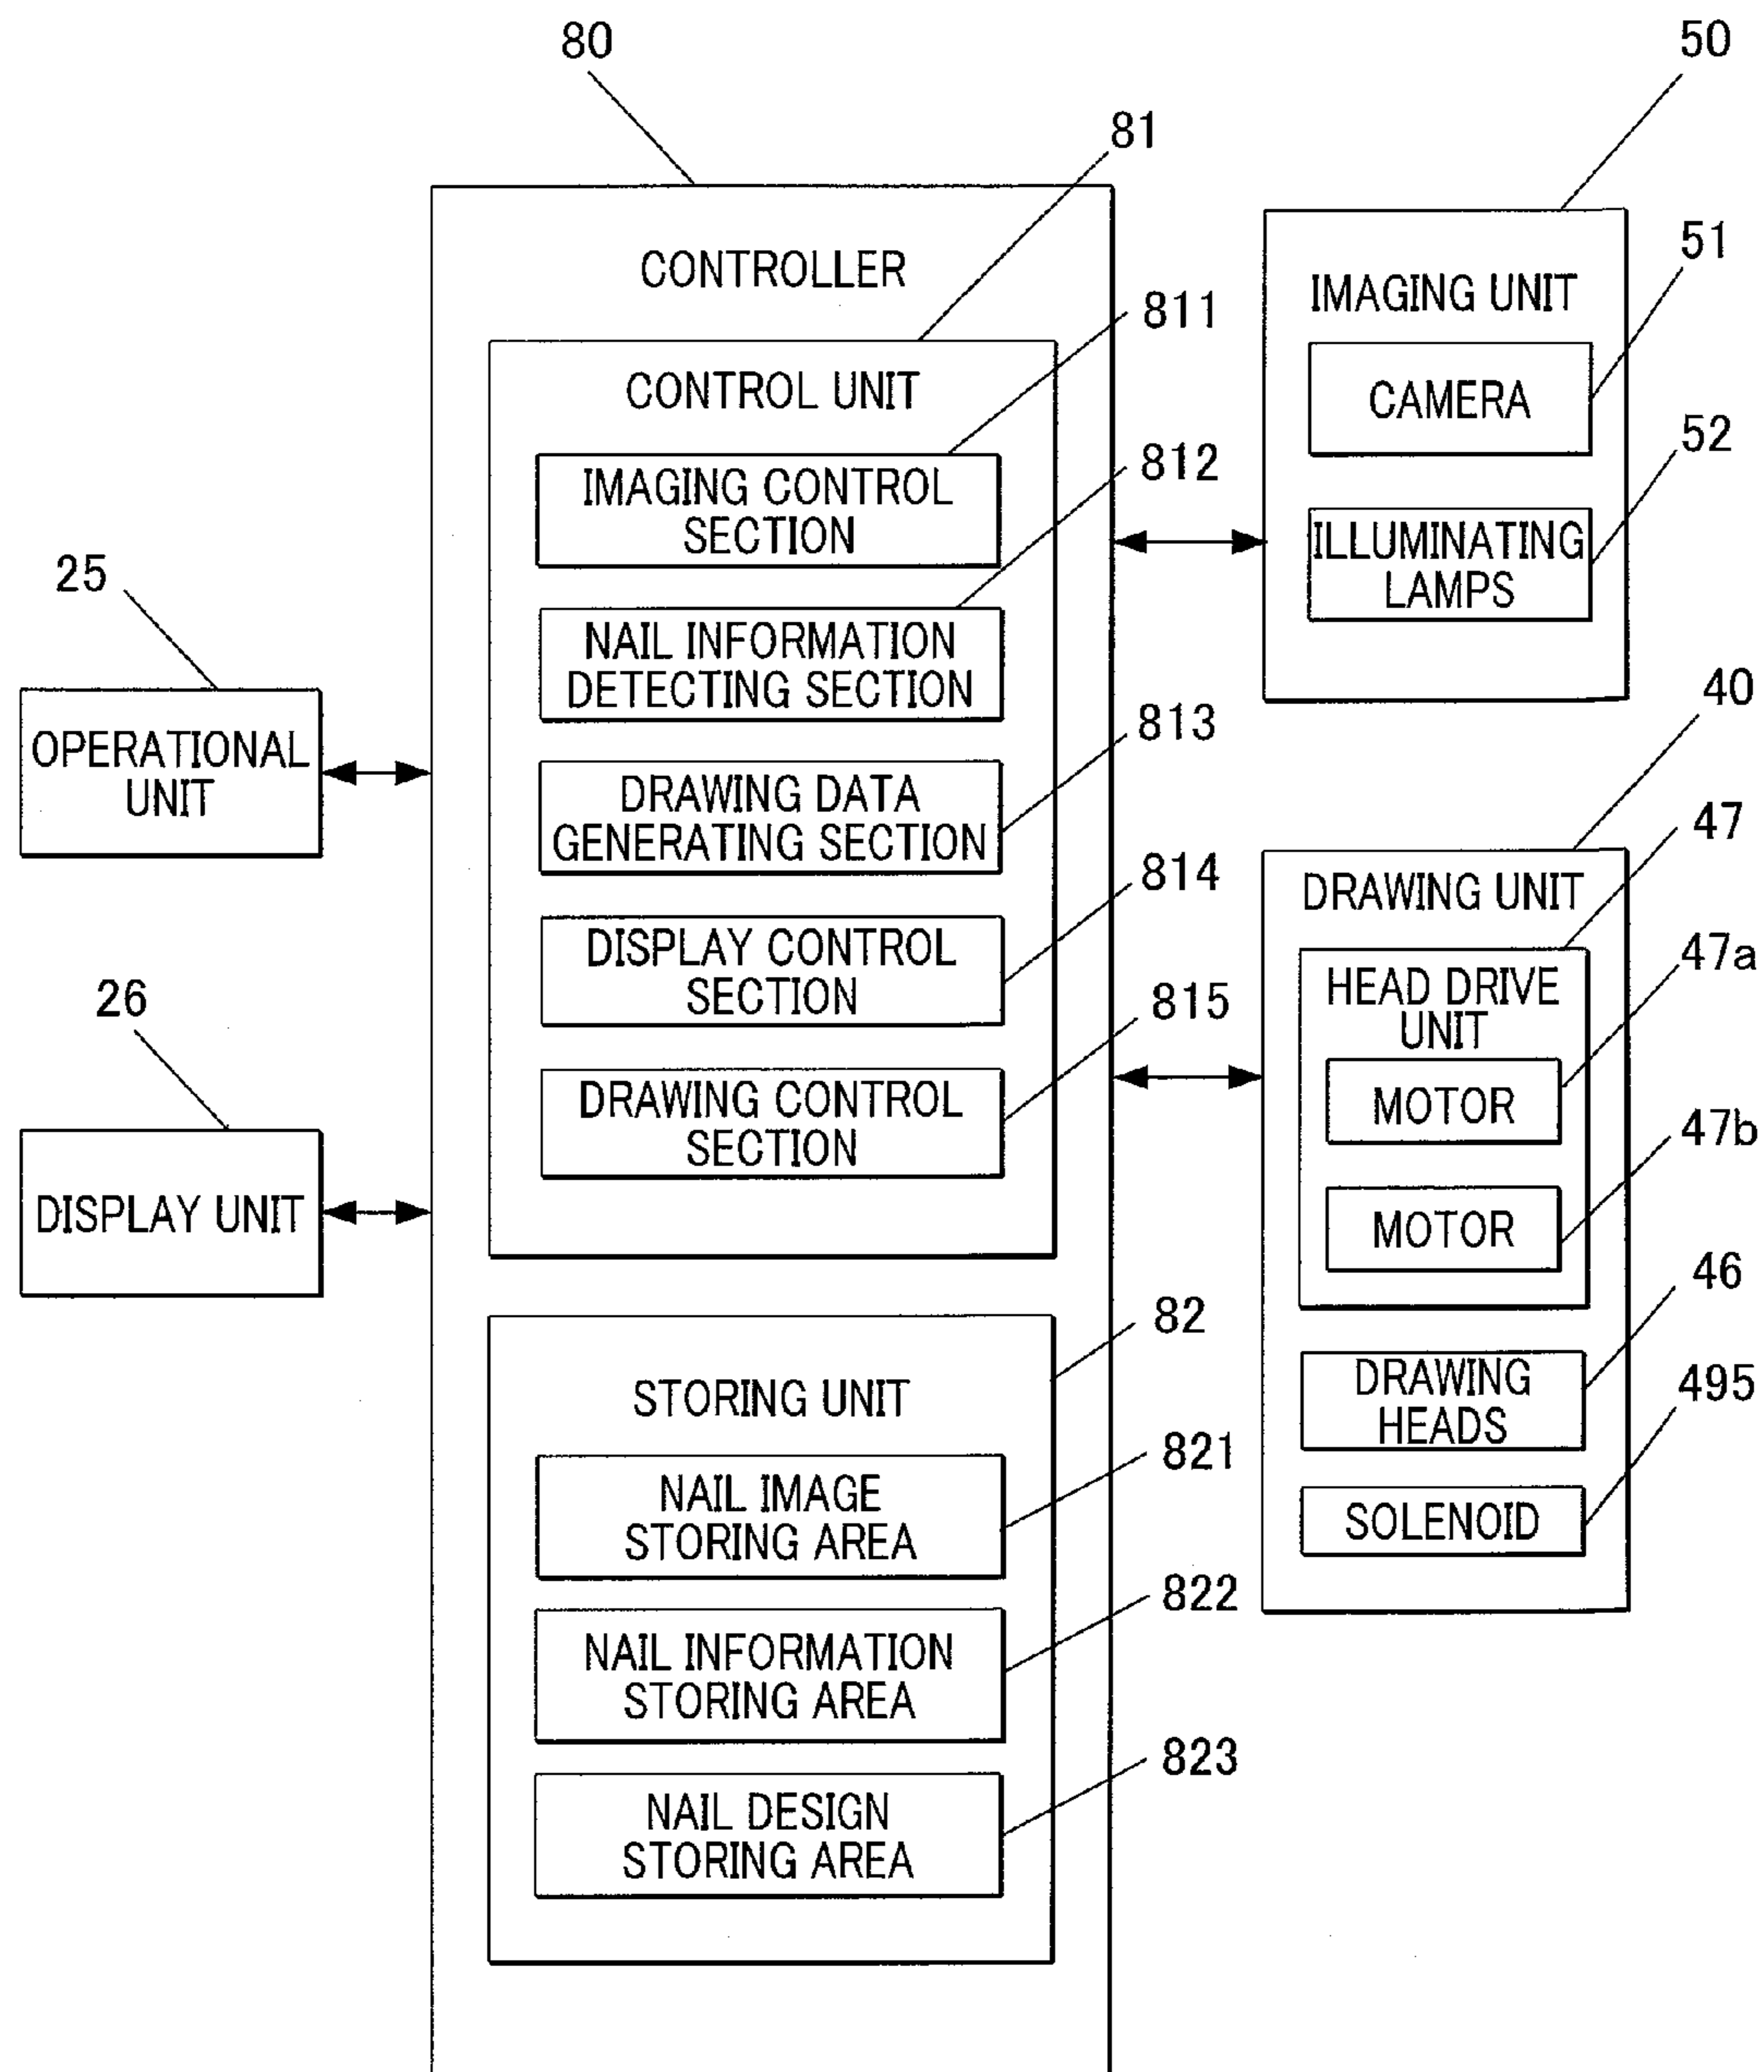 80
50
81
CONTROLLER
811
CONTROL UNIT
IMAGING CONTROL
SECTION
812
NAIL INFORMATION
DETECTING SECTION
813
DRAWING DATA
GENERATING SECTION
814
DISPLAY CONTROL
SECTION
815
DRAWING CONTROL
SECTION
82
STORING UNIT
821
NAIL IMAGE
STORING AREA
822
NAIL INFORMATION
STORING AREA
823
NAIL DESIGN
STORING AREA
25
OPERATIONAL
UNIT
26
DISPLAY UNIT
IMAGING UNIT
51
CAMERA
52
ILLUMINATING
LAMPS
40
DRAWING UNIT
47
HEAD DRIVE
UNIT
47a
MOTOR
47b
MOTOR
46
DRAWING
HEADS
495
SOLENOID